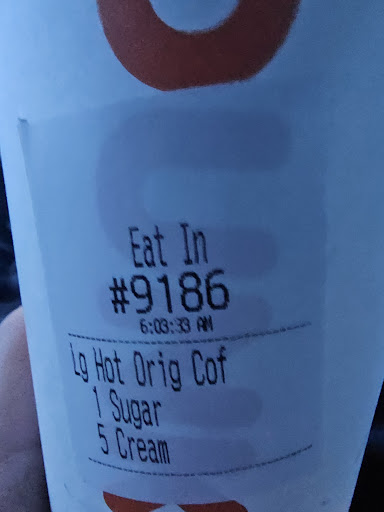 Eat In
#9186
6:03:33 AM
Lg Hot Orig Cof
1 Sugar
5 Cream